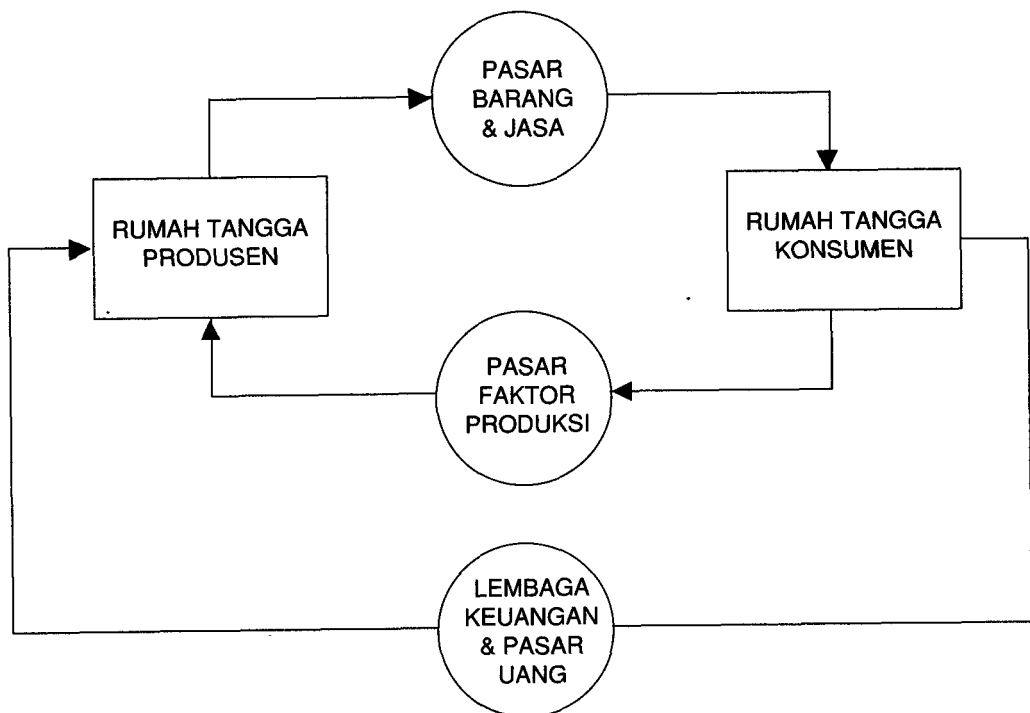 PASAR
BARANG
& JASA
RUMAH TANGGA
PRODUSEN
RUMAH TANGGA
KONSUMEN
PASAR
FAKTOR
PRODUKSI
LEMBAGA
KEUANGAN
& PASAR
UANG